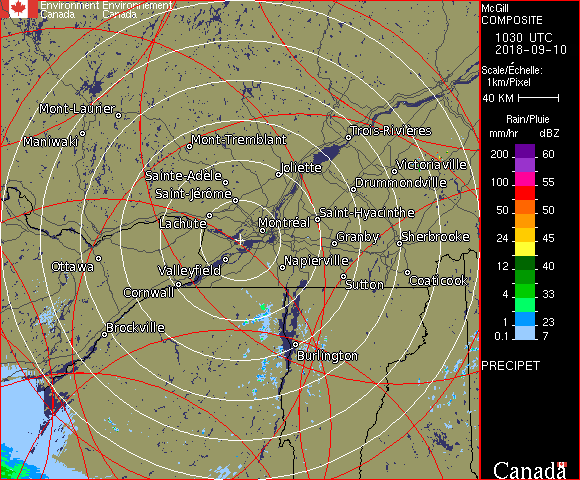 Environment Environnement
Canada Canada
Mont-Laurier
Maniwaki
Mont-Tremblant
Trois-Rivières
Joliette
Victoriaville
Sainte-Adèle
Drummondville
Saint-Jérôme
Saint-Hyacinthe
Lachute
Montréal
Granby
Sherbrooke
Ottawa
Valleyfield
Napierville
Cornwall
Sutton
Coaticook
Brockville
Burlington
McGill
COMPOSITE
1030 UTC
2018-09-10
Scale/Échelle:
1km/Pixel
40 KM
Rain/Pluie
mm/hr dBZ
200 60
155 57
100 55
50 50
24 45
12 40
4 33
1 23
0.1 7
PRECIPET
Canada